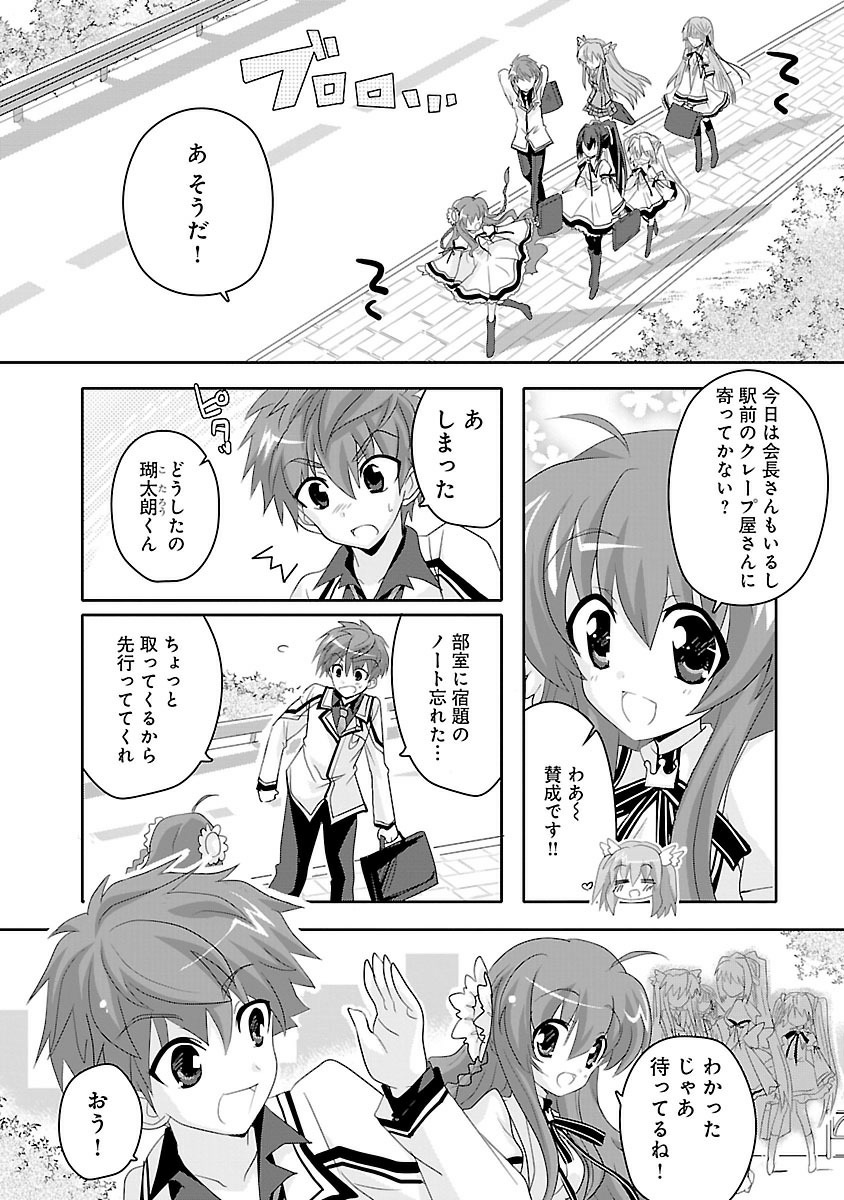 ブロロ…
あ そうだ！
今日は会長さんもいるし
駅前のクレープ屋さんに
寄ってかない？
わあ〜
賛成です!!
あ
しまった
ピタッ
どうしたの
瑚太朗くん
こたろう
部室に宿題の
ノート忘れた…
ちょっと
取ってくるから
先行っててくれ
わかった
じゃあ
待ってるね！
おう！